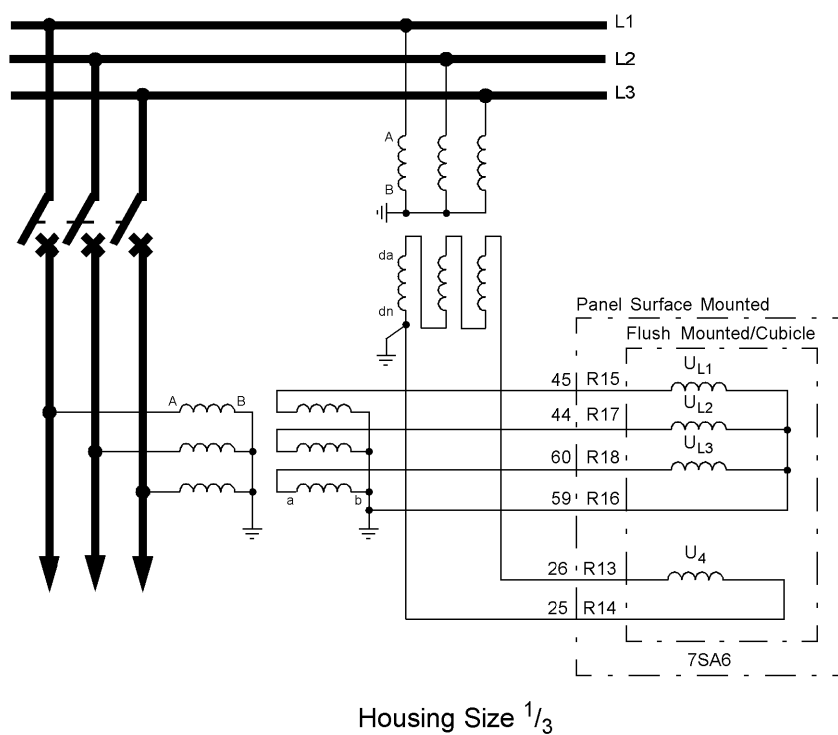 L1
L2
L3
A
B
da
dn
Panel Surface Mounted
Flush Mounted/Cubicle
A B
a b
45 R15 UL1
44 R17 UL2
60 R18 UL3
59 R16
26 R13 U4
25 R14
7SA6
Housing Size 1/3